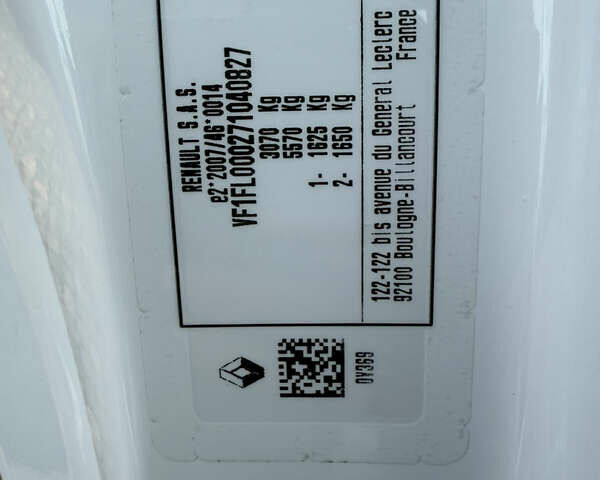 RENAULT S.A.S.
e2*2007/46*0014
VF1FL000271040827
3070 Kg
5570 Kg
1- 1625 Kg
2- 1650 Kg
122-122 bis avenue du General Leclerc
92100 Boulogne-Billancourt France
0V369